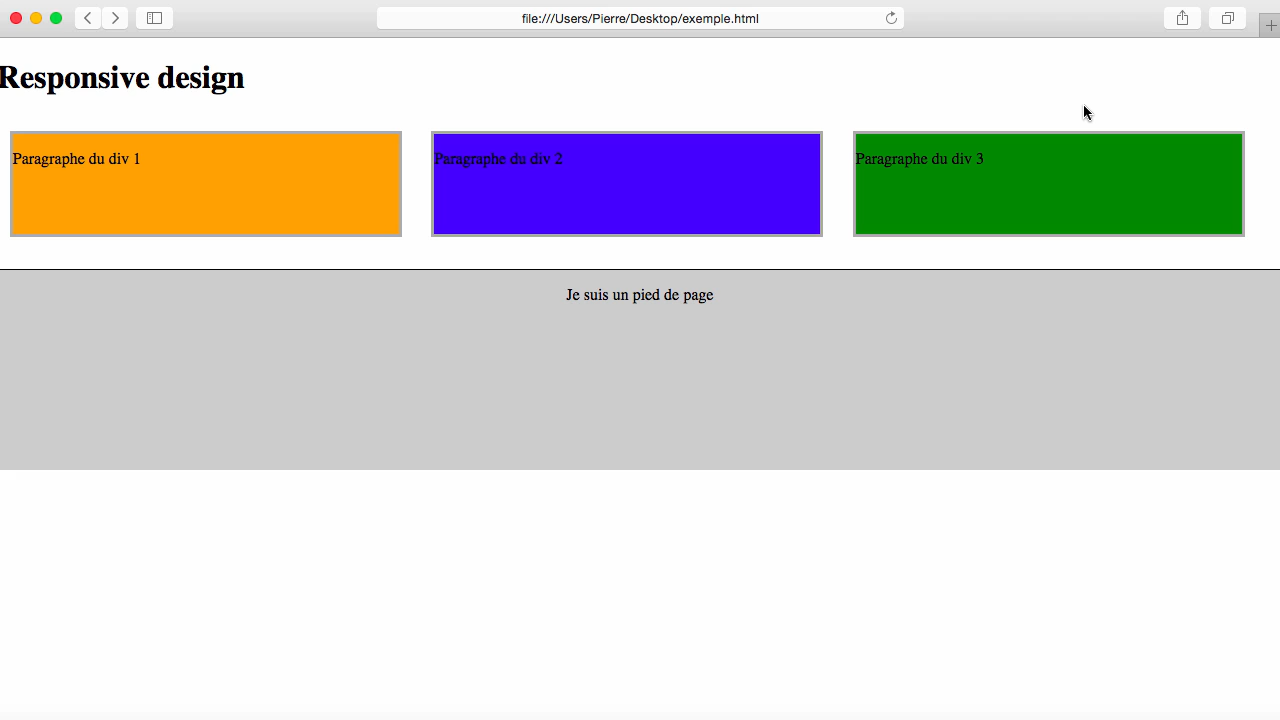 file:///Users/Pierre/Desktop/exemple.html
Responsive design
Paragraphe du div 1
Paragraphe du div 2
Paragraphe du div 3
Je suis un pied de page